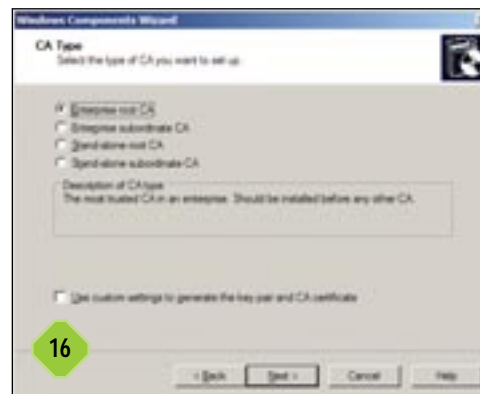 Windows Components Wizard
CA Type
Select the type of CA you want to set up.
Enterprise root CA
Enterprise subordinate CA
Stand-alone root CA
Stand-alone subordinate CA
Description of CA type
The most trusted CA in an enterprise. Should be installed before any other CA.
Use custom settings to generate the key pair and CA certificate
16
< Back
Next >
Cancel
Help